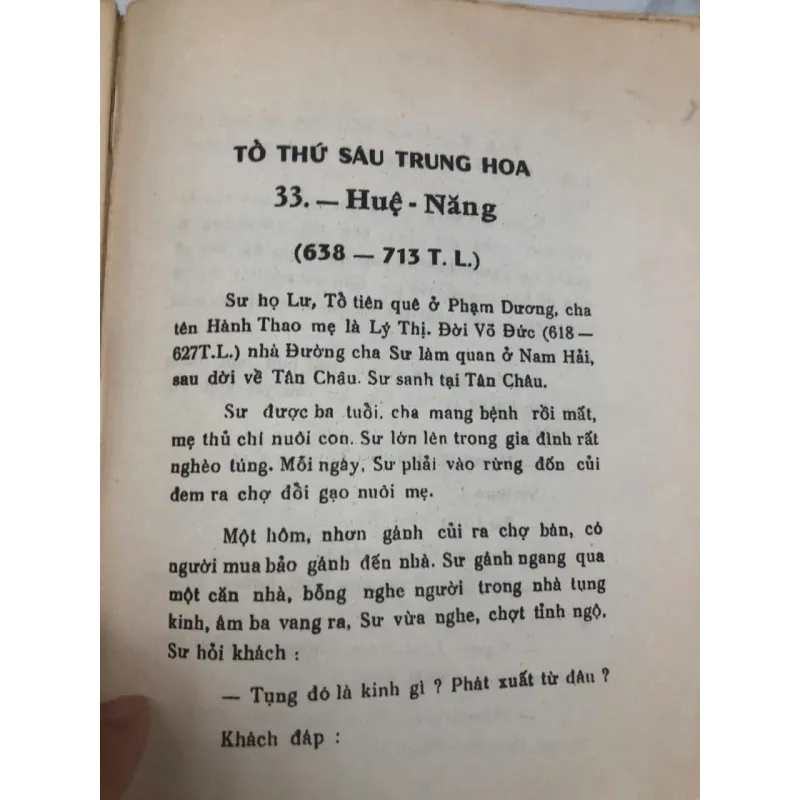 TỔ THỨ SÁU TRUNG HOA
33. — Huệ - Năng
(638 — 713 T. L.)
Sư họ Lư, Tổ tiên quê ở Phạm Dương, cha
tên Hành Thao mẹ là Lý Thị. Đời Võ Đức (618 —
627T.L.) nhà Đường cha Sư làm quan ở Nam Hải,
sau dời về Tân Châu. Sư sanh tại Tân Châu.
Sư được ba tuổi, cha mang bệnh rồi mất,
mẹ thủ chí nuôi con. Sư lớn lên trong gia đình rất
nghèo túng. Mỗi ngày, Sư phải vào rừng đốn củi
đem ra chợ đổi gạo nuôi mẹ.
Một hôm, nhơn gánh củi ra chợ bán, có
người mua bảo gánh đến nhà. Sư gánh ngang qua
một căn nhà, bỗng nghe người trong nhà tụng
kinh, âm ba vang ra, Sư vừa nghe, chợt tỉnh ngộ,
Sư hỏi khách :
— Tụng đó là kinh gì ? Phát xuất từ đâu ?
Khách đáp :